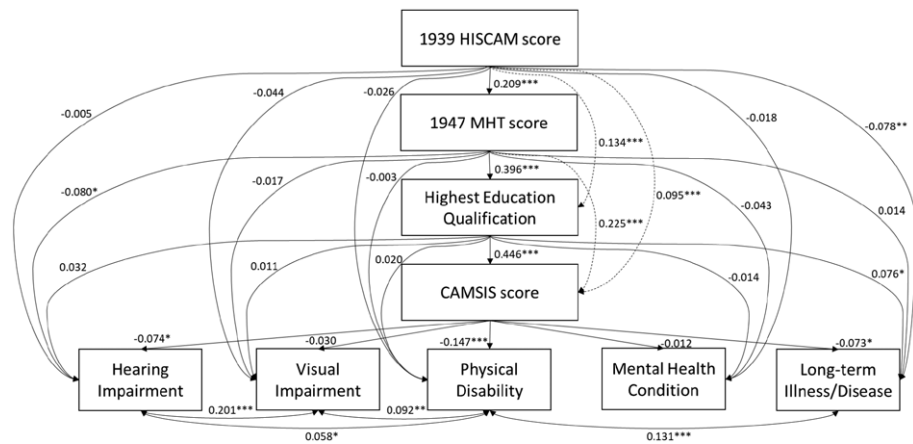 1939 HISCAM score
0.209***
-0.005
-0.044
-0.026
-0.018
-0.078**
1947 MHT score
0.134***
0.396***
-0.080*
-0.017
-0.003
0.095***
-0.043
0.014
Highest Education
Qualification
0.225***
0.446***
0.032
0.011
0.020
-0.014
0.076*
CAMSIS score
-0.074*
-0.030
-0.147***
-0.012
-0.073*
Hearing
Impairment
Visual
Impairment
Physical
Disability
Mental Health
Condition
Long-term
Illness/Disease
0.201***
0.092**
0.058*
0.131***